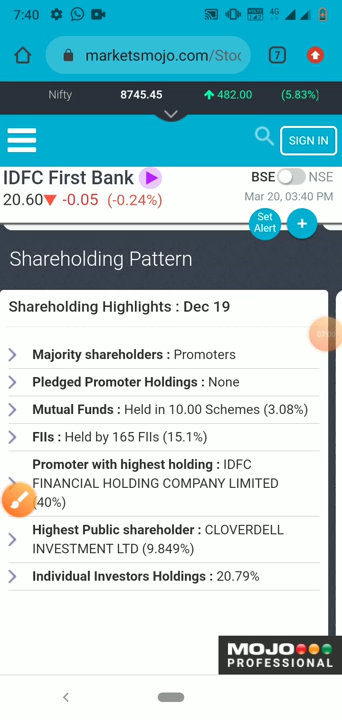 7:40
4G
marketsmojo.com/Stoc
7
Nifty 8745.45 482.00 (5.83%)
SIGN IN
IDFC First Bank
BSE NSE
20.60 -0.05 (-0.24%)
Mar 20, 03:40 PM
Set
Alert
+
Shareholding Pattern
Shareholding Highlights : Dec 19
Majority shareholders : Promoters
Pledged Promoter Holdings : None
Mutual Funds : Held in 10.00 Schemes (3.08%)
FIIs : Held by 165 FIIs (15.1%)
Promoter with highest holding : IDFC
FINANCIAL HOLDING COMPANY LIMITED
(40%)
Highest Public shareholder : CLOVERDELL
INVESTMENT LTD (9.849%)
Individual Investors Holdings : 20.79%
MOJO
PROFESSIONAL